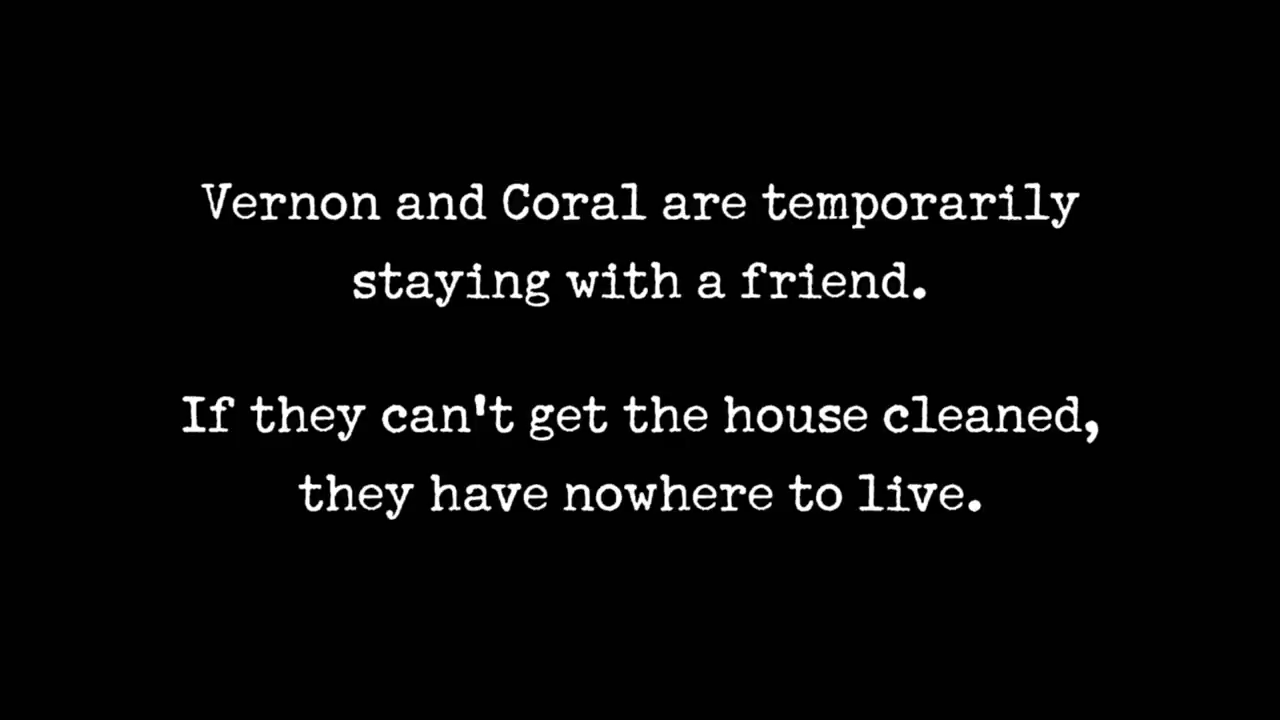 Vernon and Coral are temporarily
staying with a friend.
If they can't get the house cleaned,
they have nowhere to live.